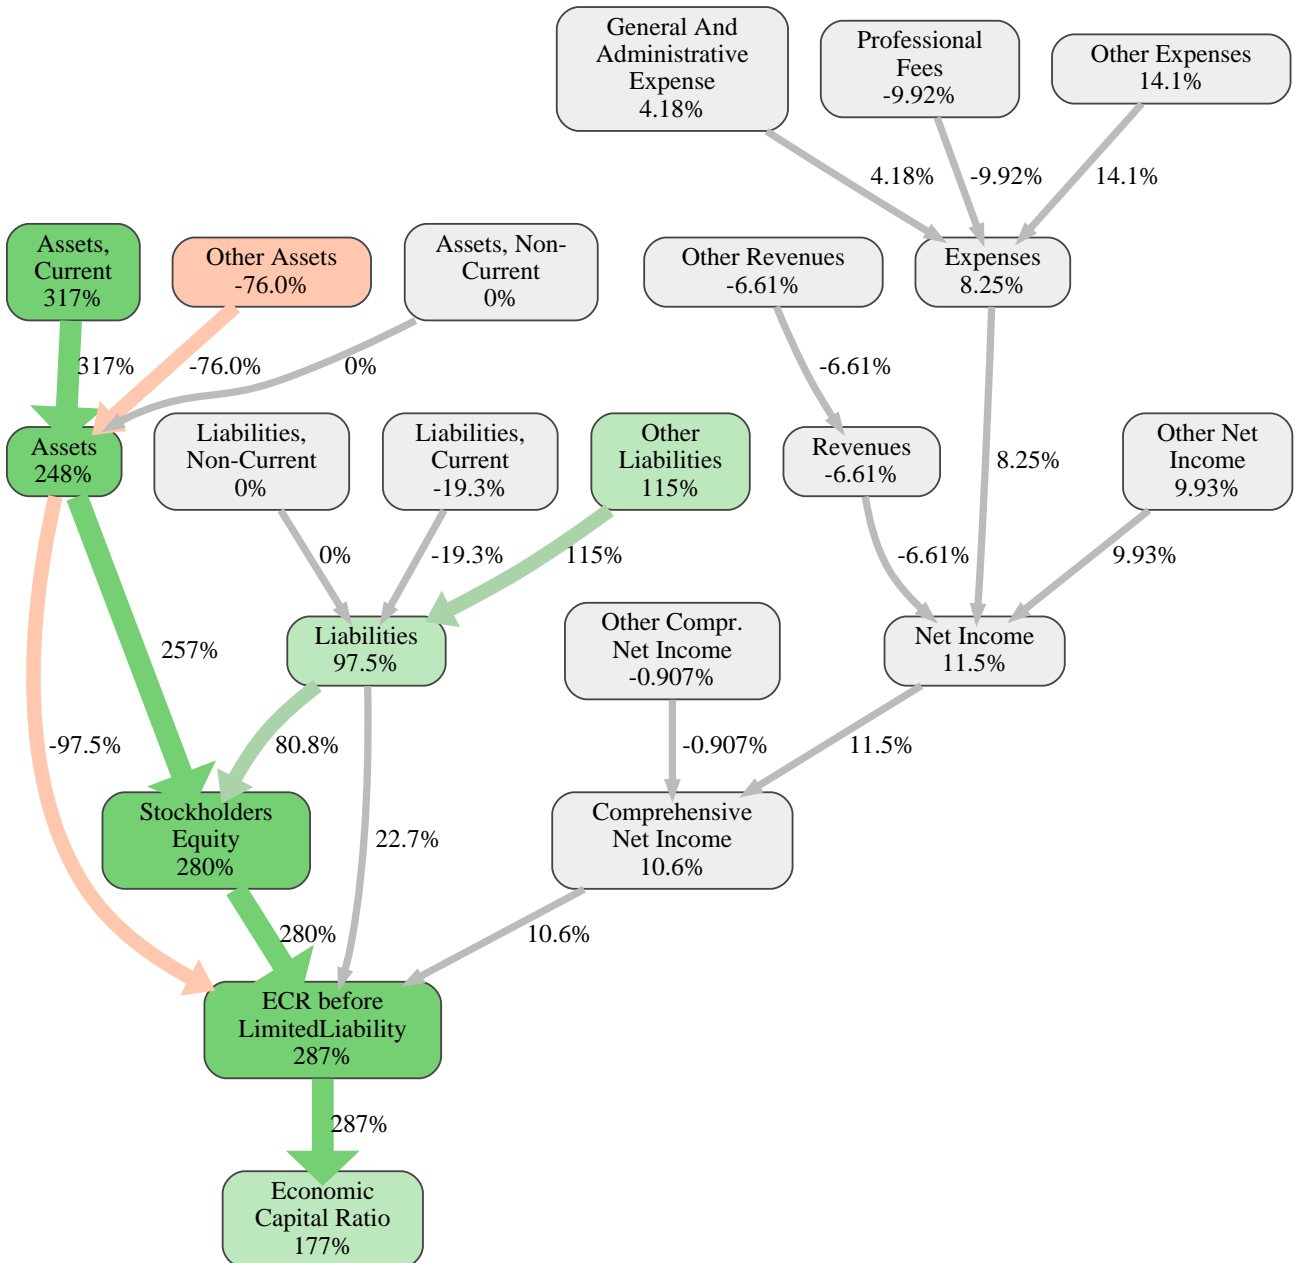 General And
Administrative
Expense
4.18%
Professional
Fees
-9.92%
Other Expenses
14.1%
4.18%
-9.92%
14.1%
Assets,
Current
317%
Other Assets
-76.0%
Assets, Non-
Current
0%
Other Revenues
-6.61%
Expenses
8.25%
317%
-76.0%
0%
-6.61%
Assets
248%
Liabilities,
Non-Current
0%
Liabilities,
Current
-19.3%
Other
Liabilities
115%
Revenues
-6.61%
8.25%
Other Net
Income
9.93%
0%
-19.3%
115%
-6.61%
9.93%
257%
Liabilities
97.5%
Other Compr.
Net Income
-0.907%
Net Income
11.5%
-97.5%
80.8%
-0.907%
11.5%
Stockholders
Equity
280%
22.7%
Comprehensive
Net Income
10.6%
280%
10.6%
ECR before
LimitedLiability
287%
287%
Economic
Capital Ratio
177%